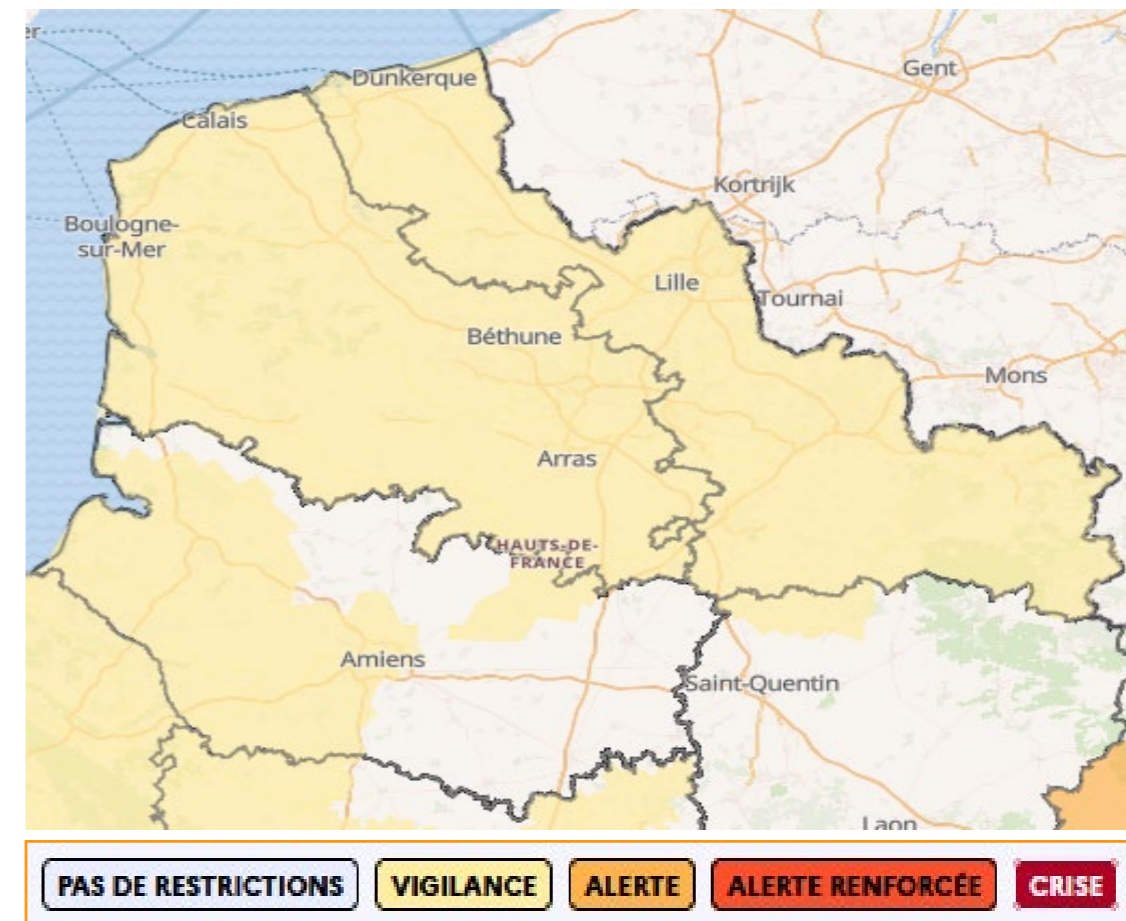 Gent
Dunkerque
Calais
Kortrijk
Boulogne-
sur-Mer
Lille
Tournai
Béthune
Mons
Arras
HAUTS-DE-
FRANCE
Amiens
Saint-Quentin
Laon
PAS DE RESTRICTIONS VIGILANCE ALERTE ALERTE RENFORCÉE CRISE